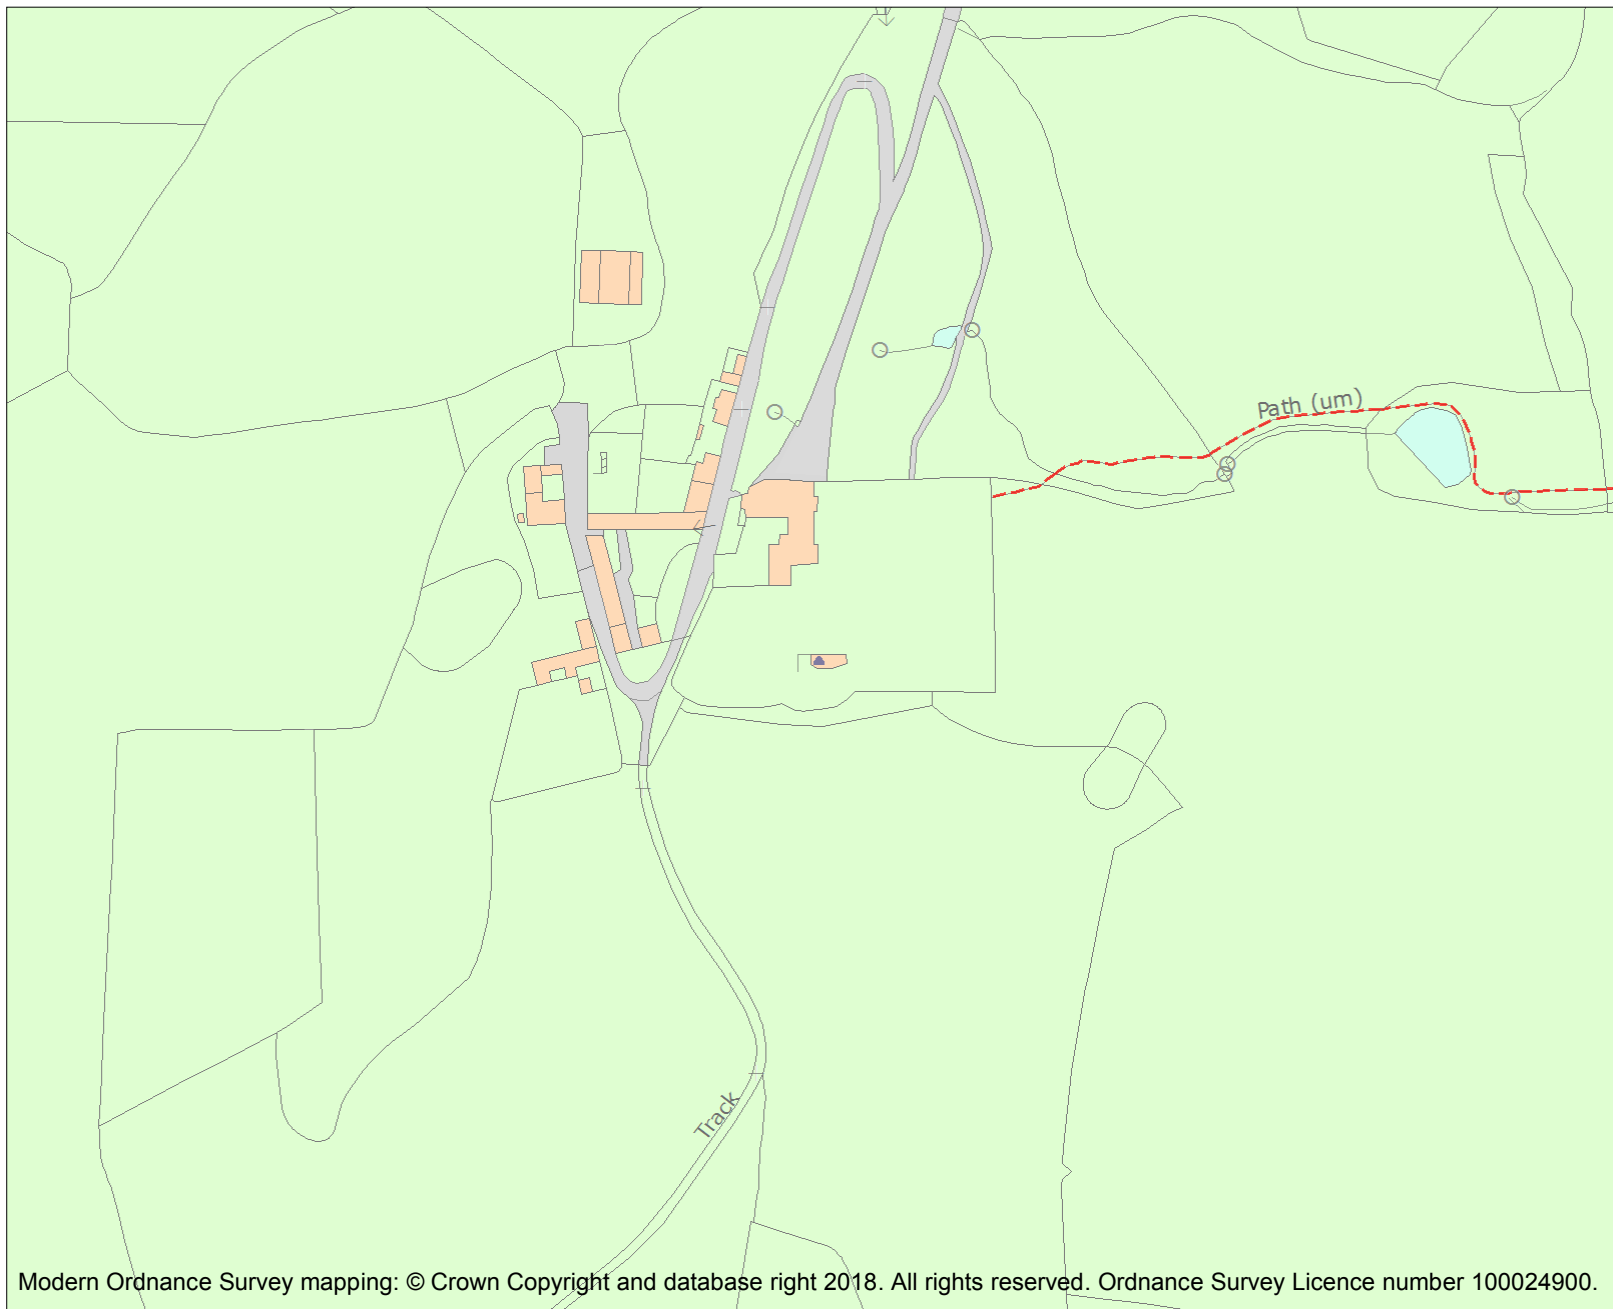 Path (um)
Track
Modern Ordnance Survey mapping: © Crown Copyright and database right 2018. All rights reserved. Ordnance Survey Licence number 100024900.